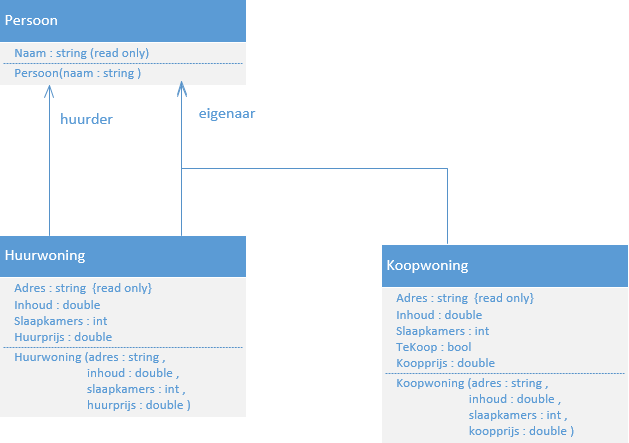 Persoon
Naam : string (read only)
Persoon(naam : string )
huurder
eigenaar
Huurwoning
Adres : string {read only}
Inhoud : double
Slaapkamers : int
Huurprijs : double
Huurwoning (adres : string ,
inhoud : double ,
slaapkamers : int ,
huurprijs : double )
Koopwoning
Adres : string {read only}
Inhoud : double
Slaapkamers : int
TeKoop : bool
Koopprijs : double
Koopwoning (adres : string ,
inhoud : double ,
slaapkamers : int ,
koopprijs : double )